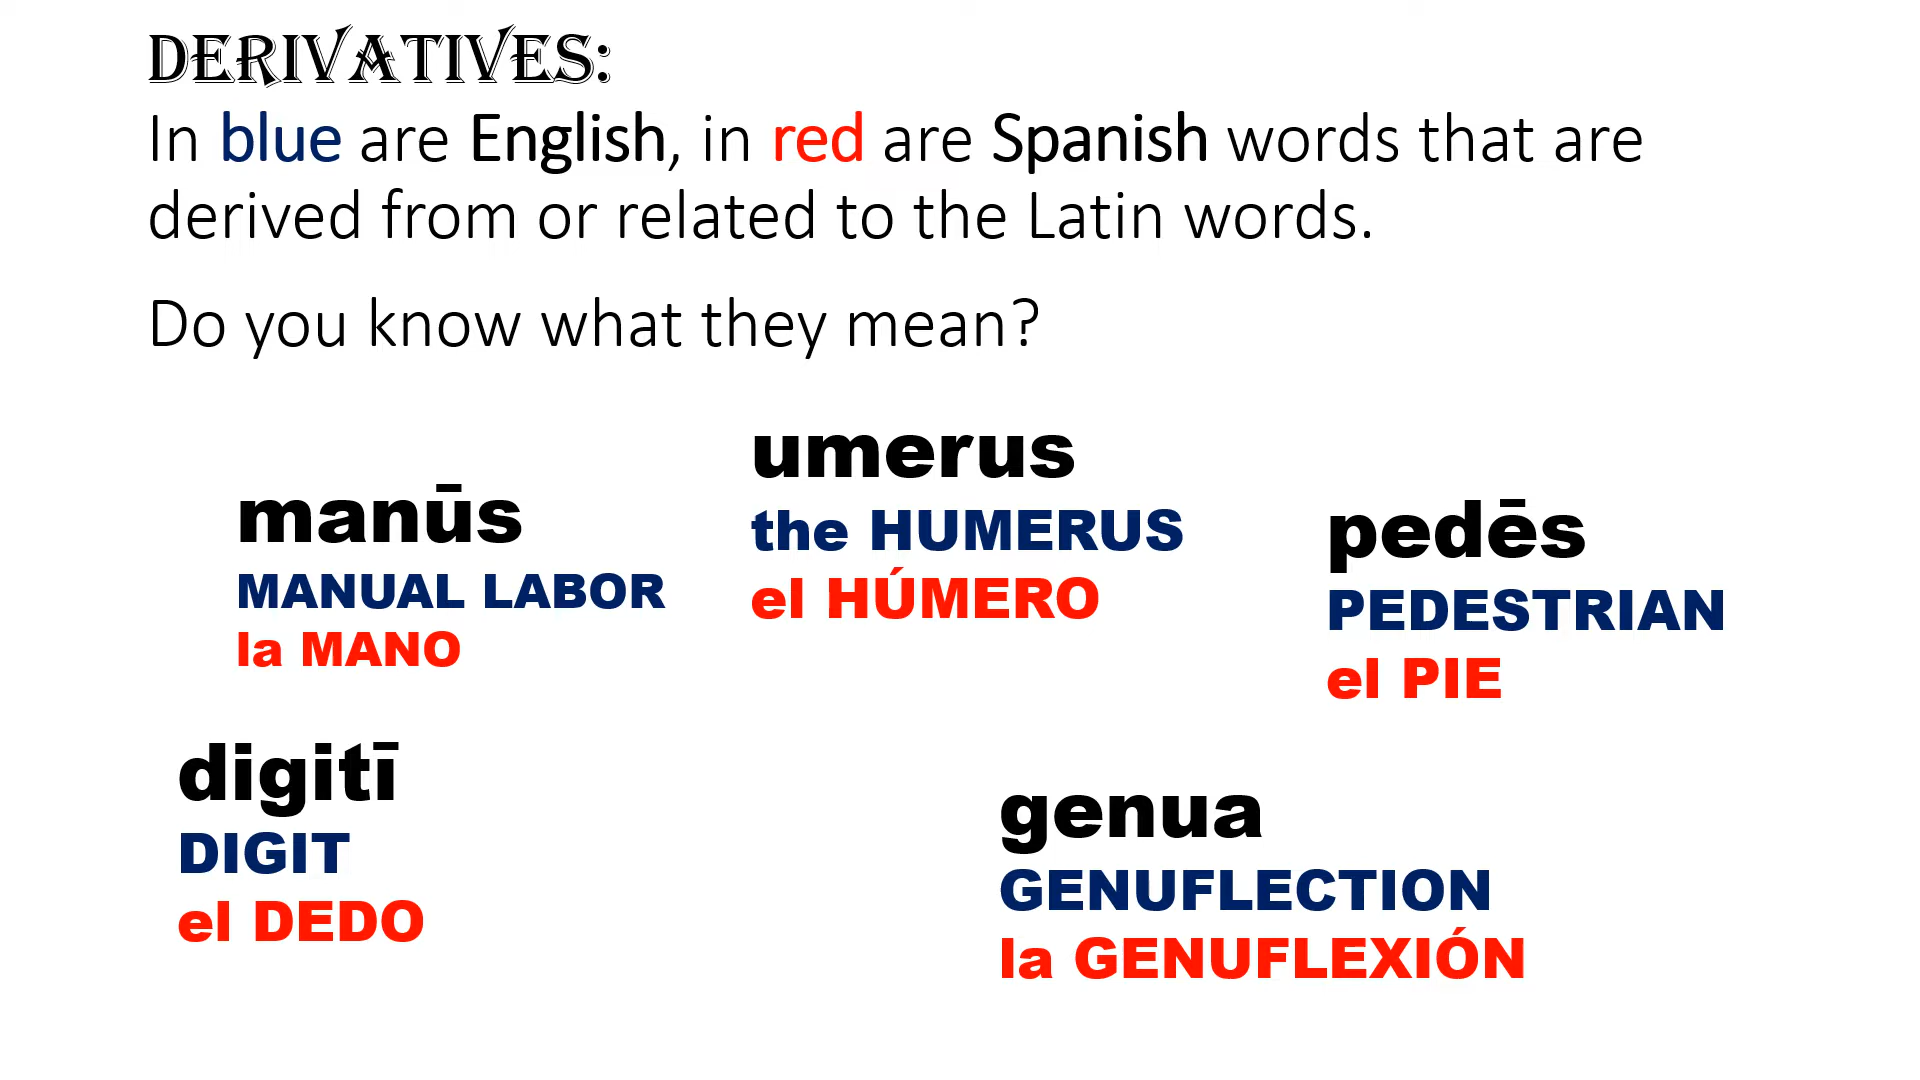 DERIVATIVES:
In blue are English, in red are Spanish words that are
derived from or related to the Latin words.
Do you know what they mean?
umerus
the HUMERUS
el HÚMERO
manūs
MANUAL LABOR
la MANO
pedēs
PEDESTRIAN
el PIE
digitī
DIGIT
el DEDO
genua
GENUFLECTION
la GENUFLEXIÓN